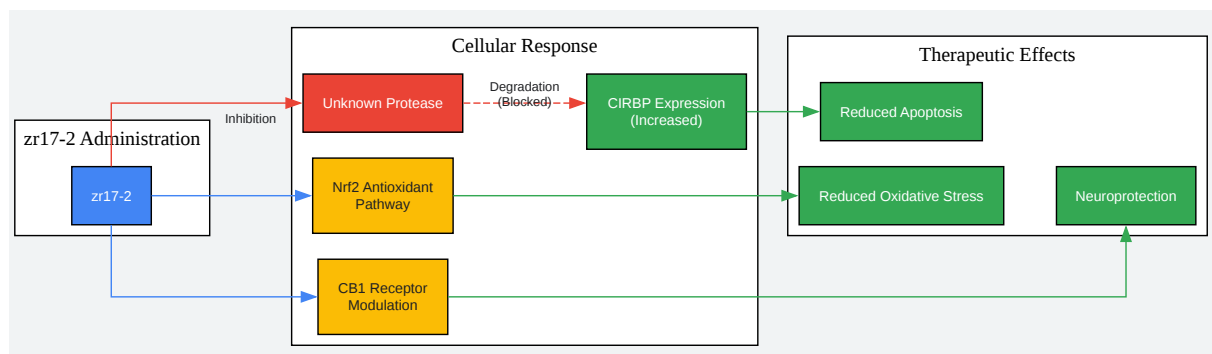 zr17-2 Administration
zr17-2
Inhibition
Cellular Response
Unknown Protease
Degradation
(Blocked)
CIRBP Expression
(Increased)
Nrf2 Antioxidant
Pathway
CB1 Receptor
Modulation
Therapeutic Effects
Reduced Apoptosis
Reduced Oxidative Stress
Neuroprotection